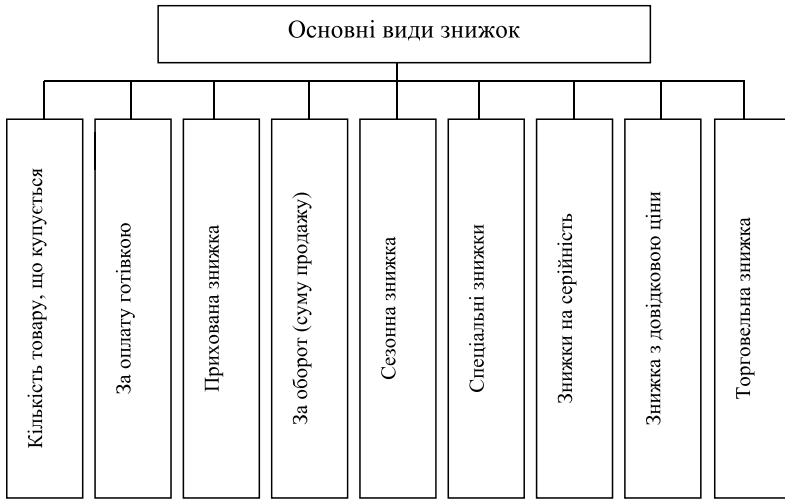 Основні види знижок
Кількість товару, що купується
За оплату готівкою
Прихована знижка
За оборот (суму продажу)
Сезонна знижка
Спеціальні знижки
Знижки на серійність
Знижка з довідковою ціни
Торговельна знижка